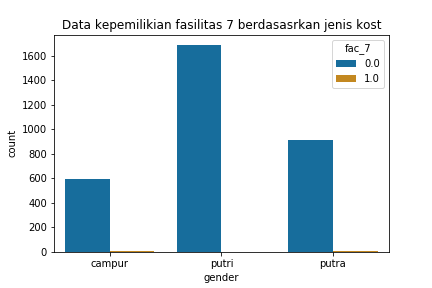 Data kepemilikian fasilitas 7 berdasasrkan jenis kost
fac_7
0.0
1.0
1600
1400
1200
1000
800
600
400
200
0
count
campur putri putra
gender